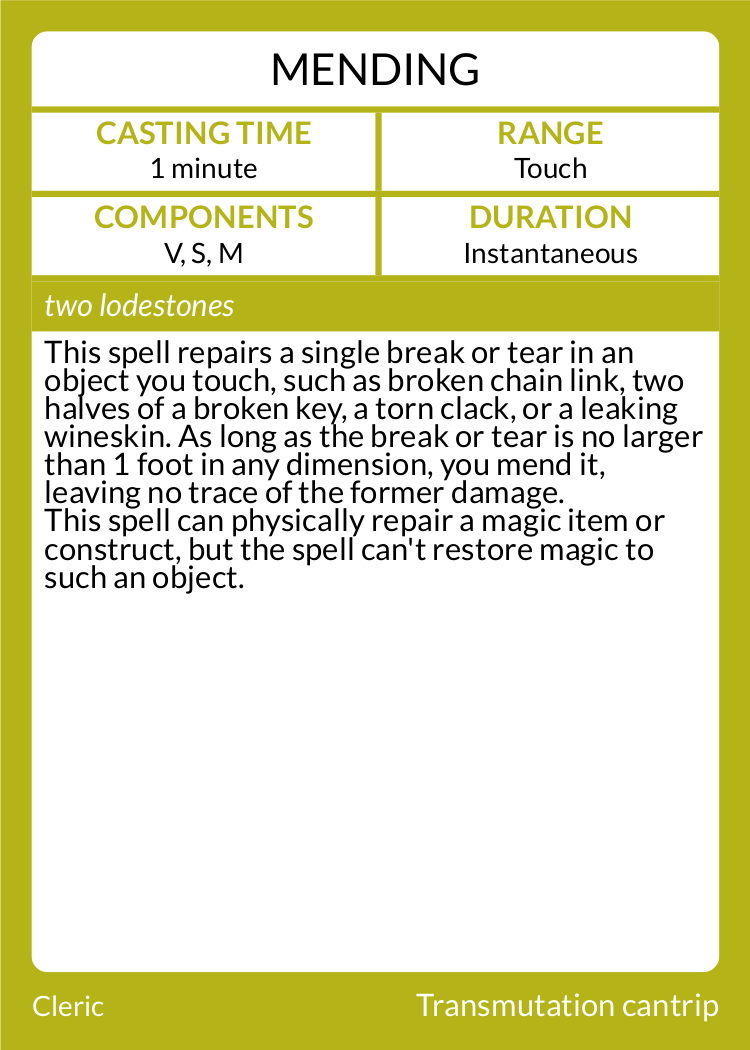 MENDING
CASTING TIME
1 minute
RANGE
Touch
COMPONENTS
V, S, M
DURATION
Instantaneous
two lodestones
This spell repairs a single break or tear in an
object you touch, such as broken chain link, two
halves of a broken key, a torn clack, or a leaking
wineskin. As long as the break or tear is no larger
than 1 foot in any dimension, you mend it,
leaving no trace of the former damage.
This spell can physically repair a magic item or
construct, but the spell can't restore magic to
such an object.
Cleric
Transmutation cantrip